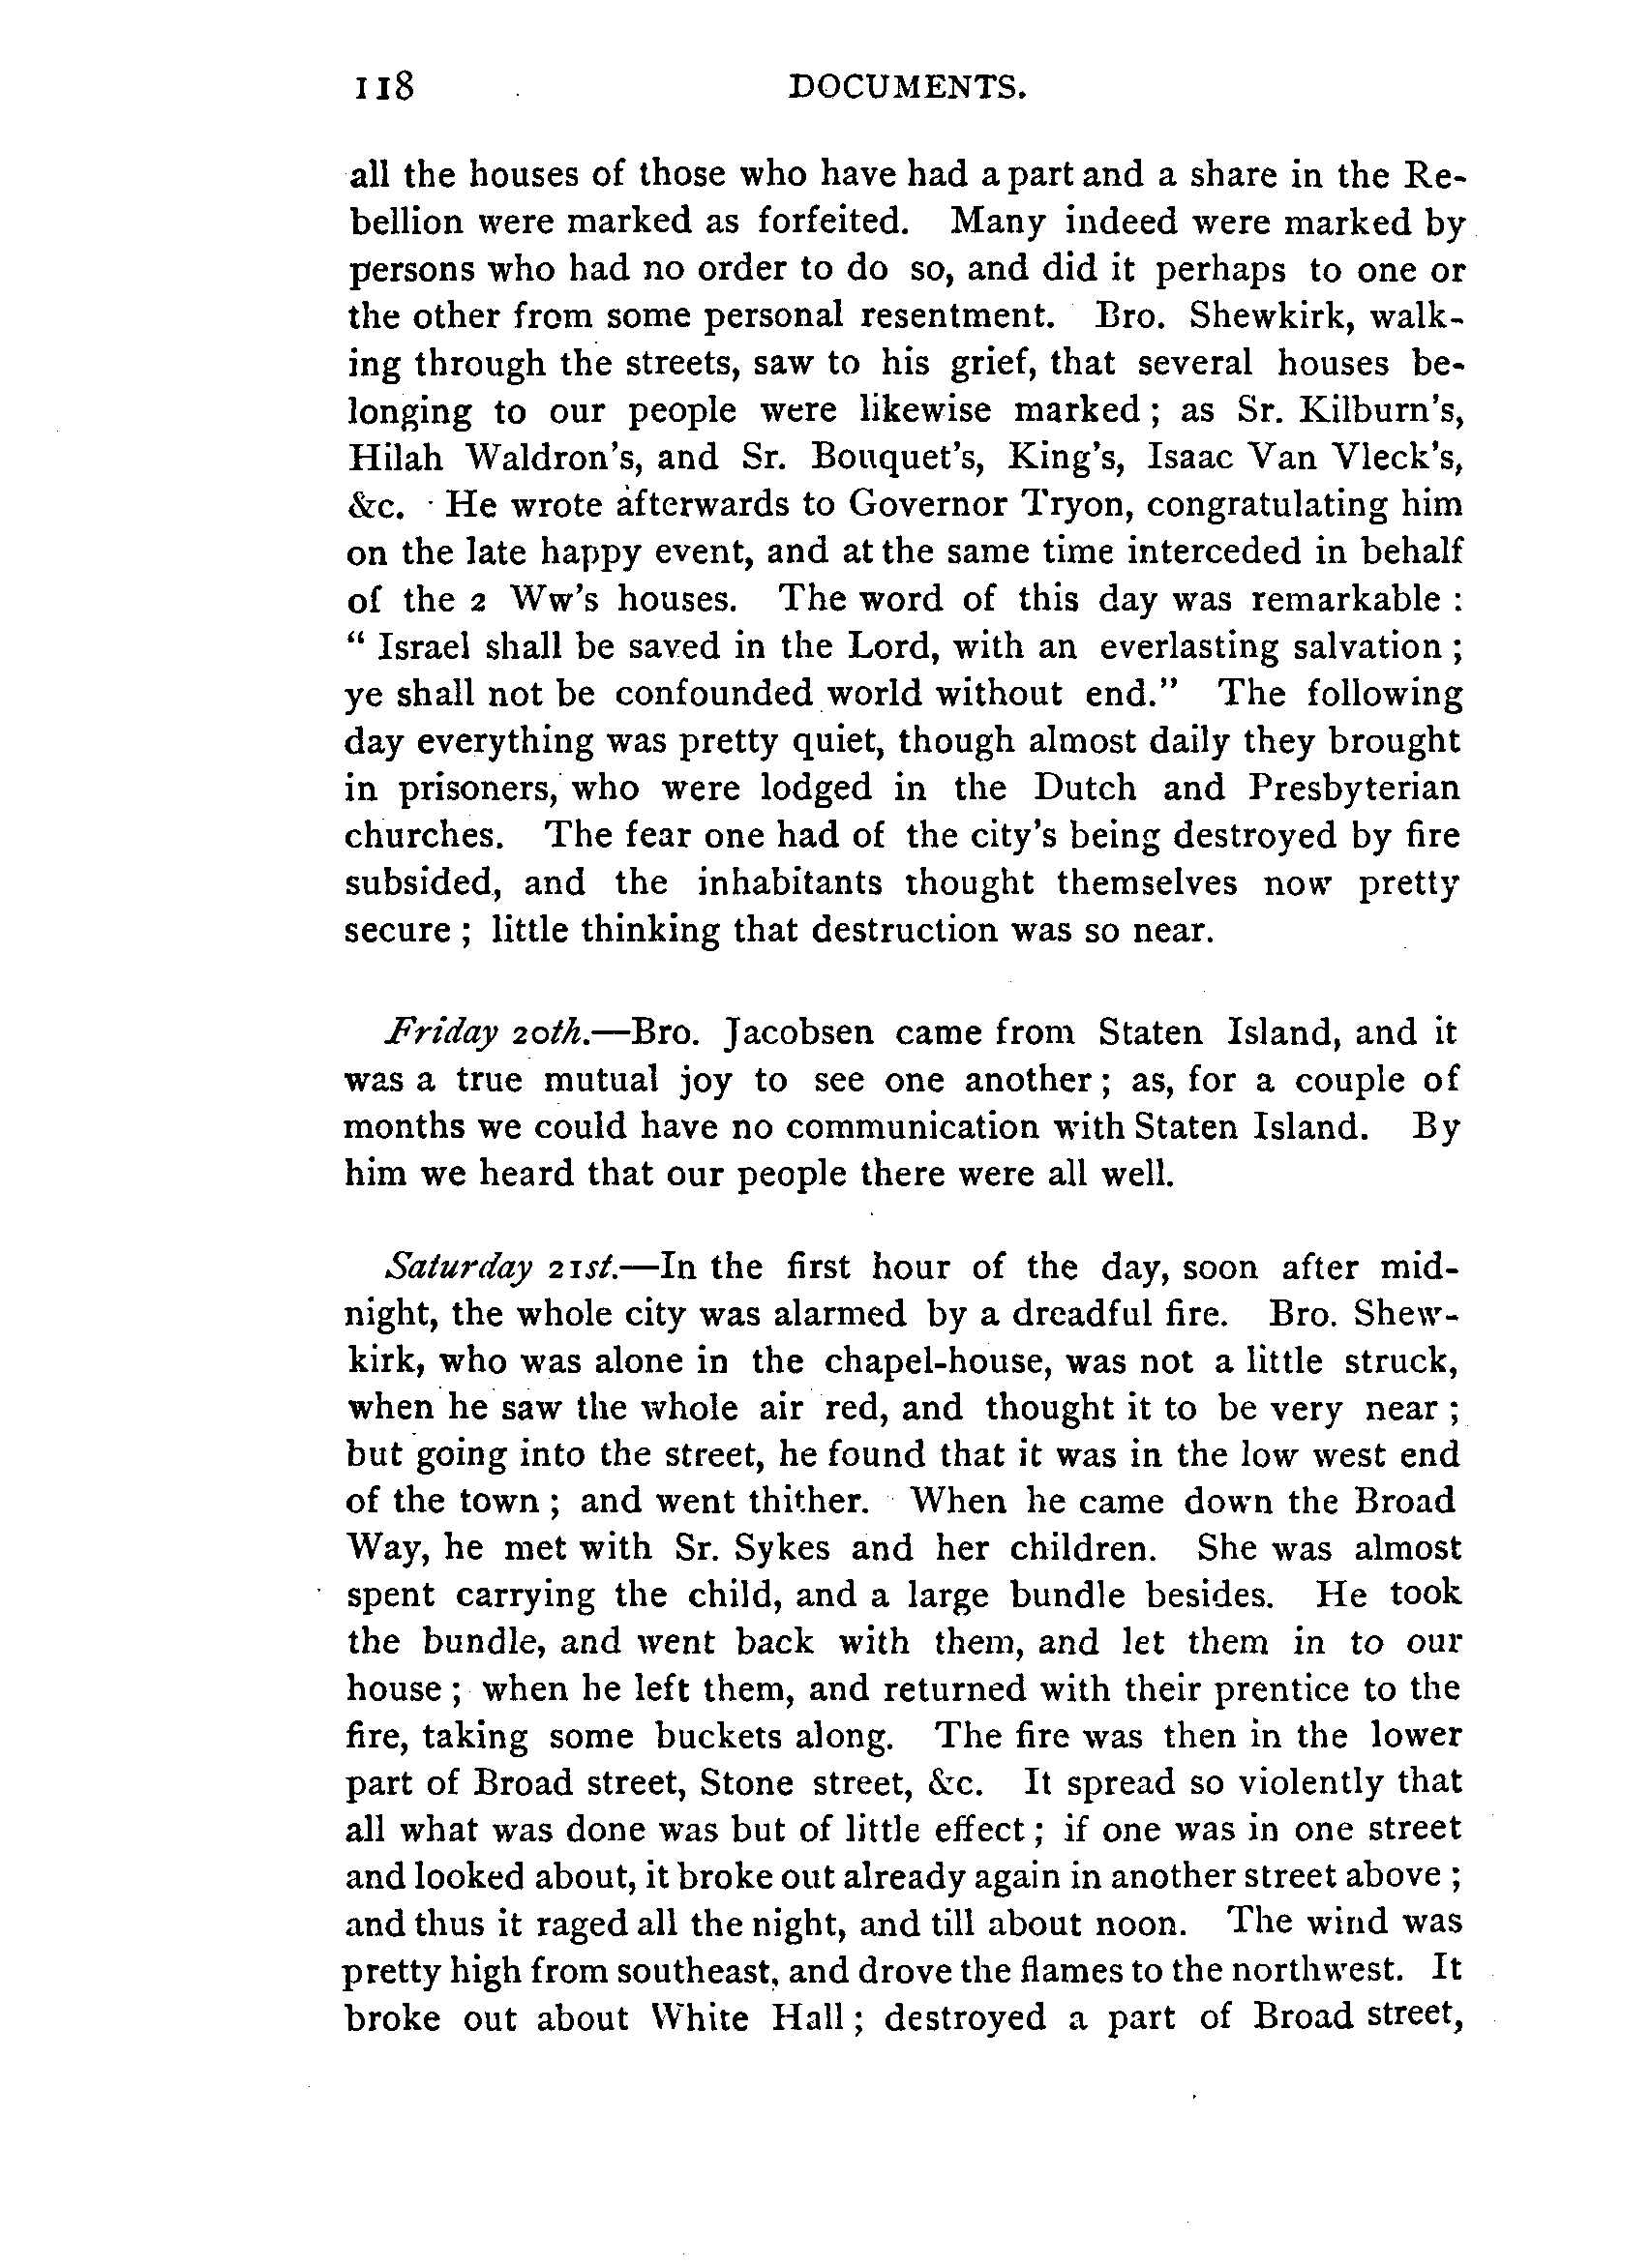 118 DOCUMENTS.
all the houses of those who have had a part and a share in the Re-
bellion were marked as forfeited. Many indeed were marked by
persons who had no order to do so, and did it perhaps to one or
the other from some personal resentment. Bro. Shewkirk, walk-
ing through the streets, saw to his grief, that several houses be-
longing to our people were likewise marked; as Sr. Kilburn's,
Hilah Waldron's, and Sr. Bouquet's, King's, Isaac Van Vleck's,
&c. He wrote afterwards to Governor Tryon, congratulating him
on the late happy event, and at the same time interceded in behalf
of the 2 Ww's houses. The word of this day was remarkable :
" Israel shall be saved in the Lord, with an everlasting salvation ;
ye shall not be confounded world without end." The following
day everything was pretty quiet, though almost daily they brought
in prisoners, who were lodged in the Dutch and Presbyterian
churches. The fear one had of the city's being destroyed by fire
subsided, and the inhabitants thought themselves now pretty
secure ; little thinking that destruction was so near.
Friday 20th.—Bro. Jacobsen came from Staten Island, and it
was a true mutual joy to see one another; as, for a couple of
months we could have no communication with Staten Island. By
him we heard that our people there were all well.
Saturday 21st.—In the first hour of the day, soon after mid-
night, the whole city was alarmed by a dreadful fire. Bro. Shew-
kirk, who was alone in the chapel-house, was not a little struck,
when he saw the whole air red, and thought it to be very near ;
but going into the street, he found that it was in the low west end
of the town ; and went thither. When he came down the Broad
Way, he met with Sr. Sykes and her children. She was almost
spent carrying the child, and a large bundle besides. He took
the bundle, and went back with them, and let them in to our
house ; when he left them, and returned with their prentice to the
fire, taking some buckets along. The fire was then in the lower
part of Broad street, Stone street, &c. It spread so violently that
all what was done was but of little effect ; if one was in one street
and looked about, it broke out already again in another street above ;
and thus it raged all the night, and till about noon. The wind was
pretty high from southeast, and drove the flames to the northwest. It
broke out about White Hall ; destroyed a part of Broad street,